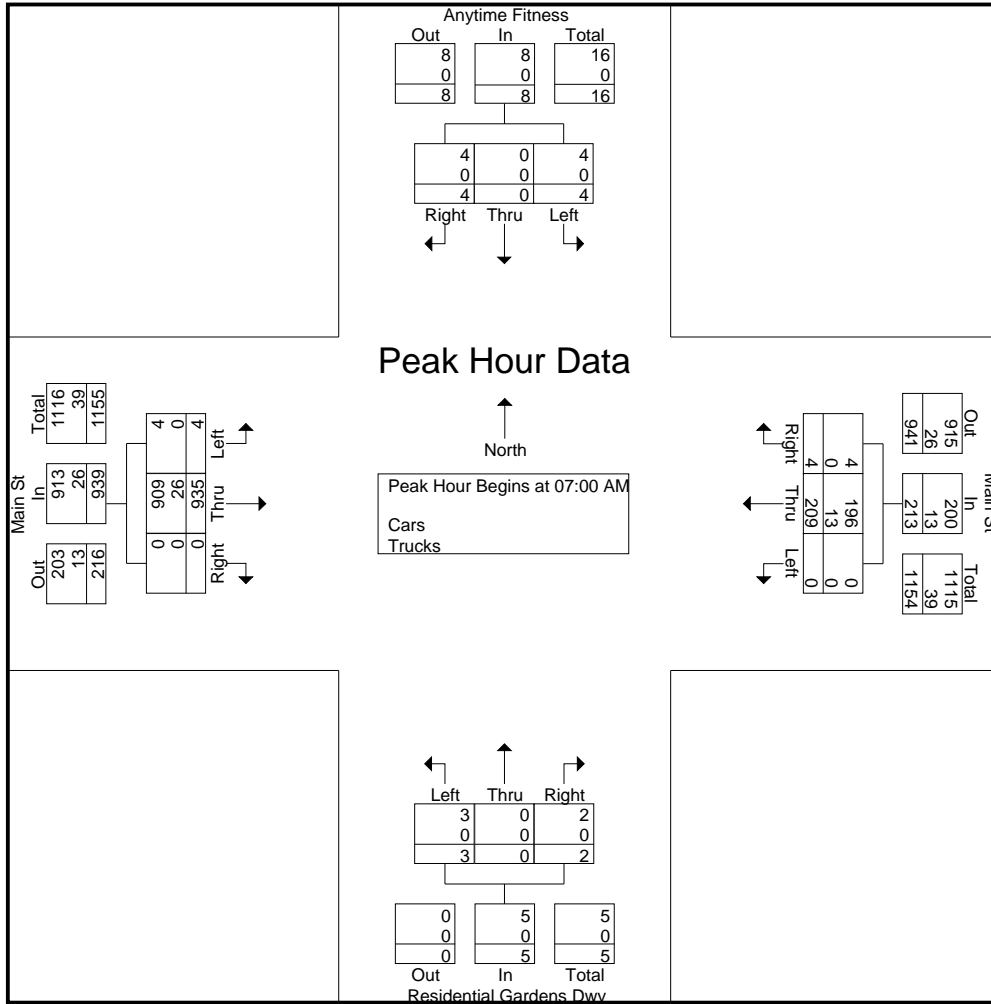 Anytime Fitness
Out In Total
8 8 16
0 0 0
8 8 16
4 0 4
0 0 0
4 0 4
Right Thru Left
Peak Hour Data
North
Peak Hour Begins at 07:00 AM
Cars
Trucks
Main St
Out In Total
203 913 1116
13 26 39
216 939 1155
0 909 4
0 26 0
0 935 4
Right Thru Left
Main St
Out In Total
915 200 1115
26 13 39
941 213 1154
4 196 0
0 13 0
4 209 0
Right Thru Left
Left Thru Right
3 0 2
0 0 0
3 0 2
0 5 5
0 0 0
0 5 5
Out In Total
Residential Gardens Dwy